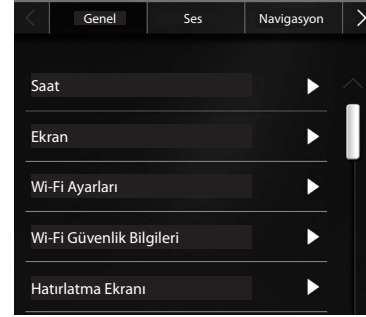 Genel Ses Navigasyon
Saat
Ekran
Wi-Fi Ayarları
Wi-Fi Güvenlik Bilgileri
Hatırlatma Ekranı